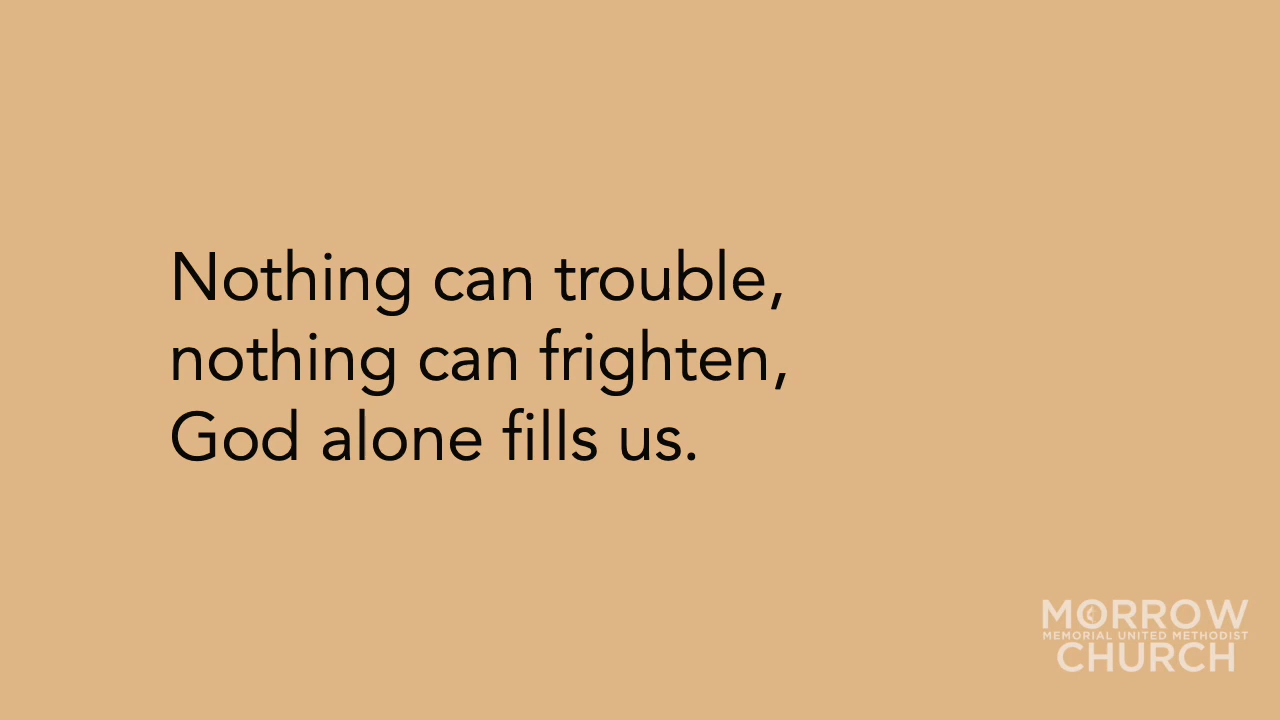 Nothing can trouble,
nothing can frighten,
God alone fills us.
MORROW
MEMORIAL UNITED METHODIST
CHURCH